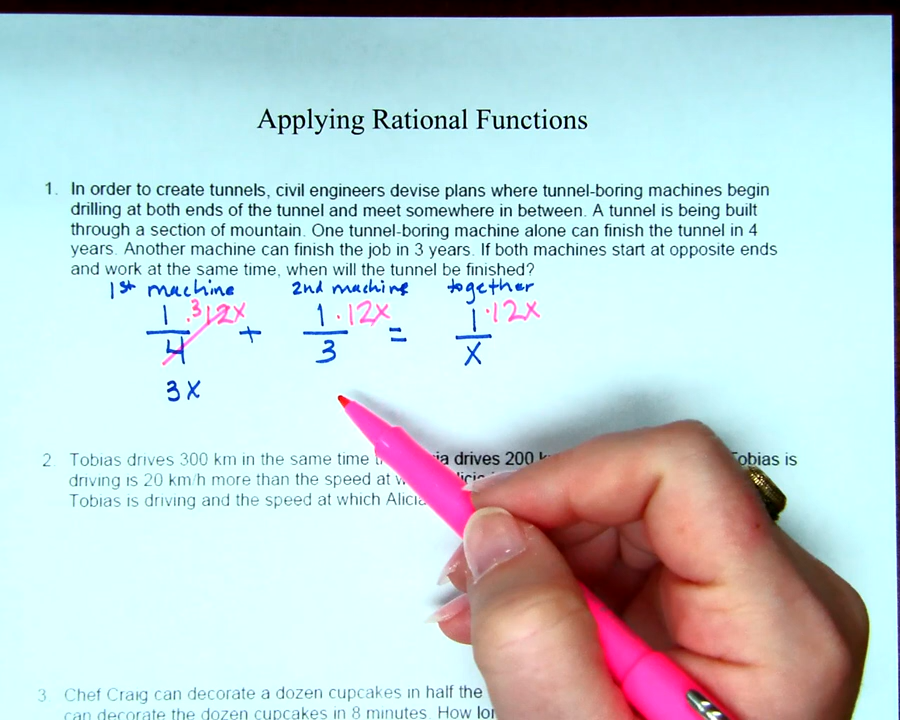 Applying Rational Functions
1. In order to create tunnels, civil engineers devise plans where tunnel-boring machines begin
drilling at both ends of the tunnel and meet somewhere in between. A tunnel is being built
through a section of mountain. One tunnel-boring machine alone can finish the tunnel in 4
years. Another machine can finish the job in 3 years. If both machines start at opposite ends
and work at the same time, when will the tunnel be finished?
1st machine 2nd machine together
1 · 3 12x + 1 · 12x = 1 · 12x
4 3 x
3x
2. Tobias drives 300 km in the same time drives 200 Tobias is
driving is 20 km/h more than the speed at
Tobias is driving and the speed at which
3. Chef Craig can decorate a dozen cupcakes in half the
can decorate the dozen cupcakes in 8 minutes. How